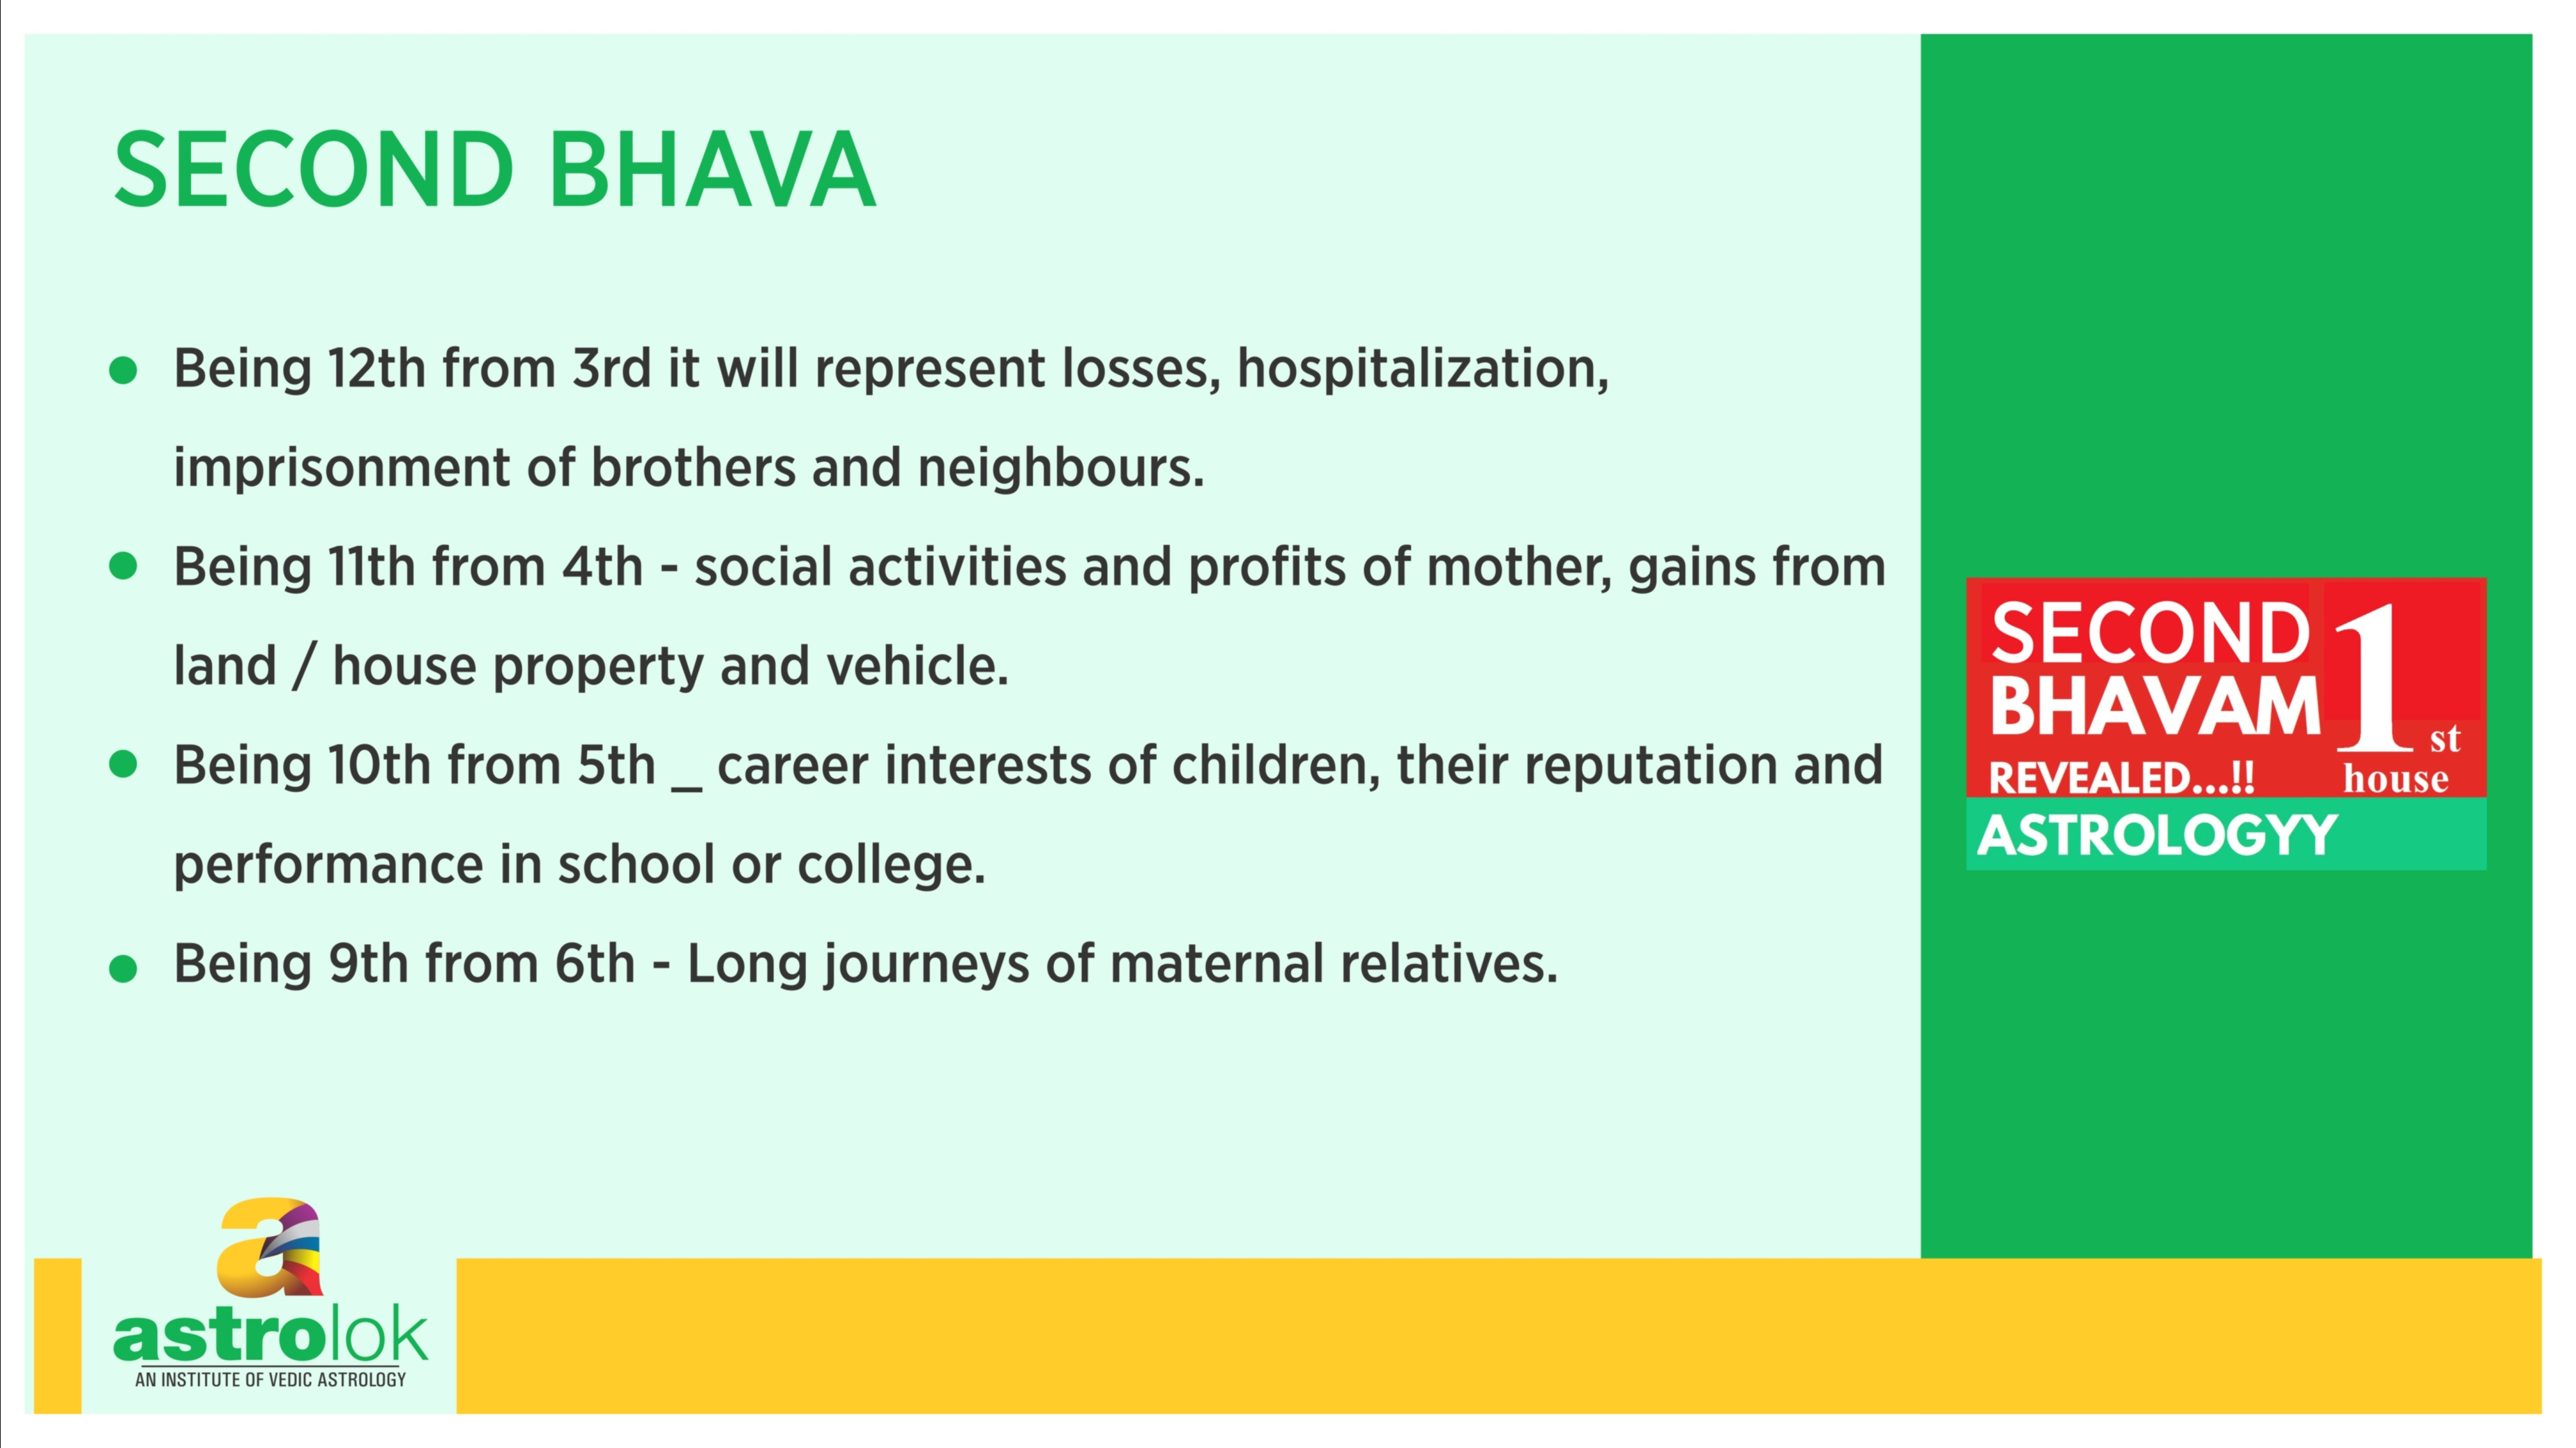 SECOND BHAVA
Being 12th from 3rd it will represent losses, hospitalization,
imprisonment of brothers and neighbours.
Being 11th from 4th - social activities and profits of mother, gains from
land / house property and vehicle.
Being 10th from 5th _ career interests of children, their reputation and
performance in school or college.
Being 9th from 6th - Long journeys of maternal relatives.
SECOND
BHAVAM
REVEALED...!!
1st
house
ASTROLOGYY
a
astrolok
AN INSTITUTE OF VEDIC ASTROLOGY